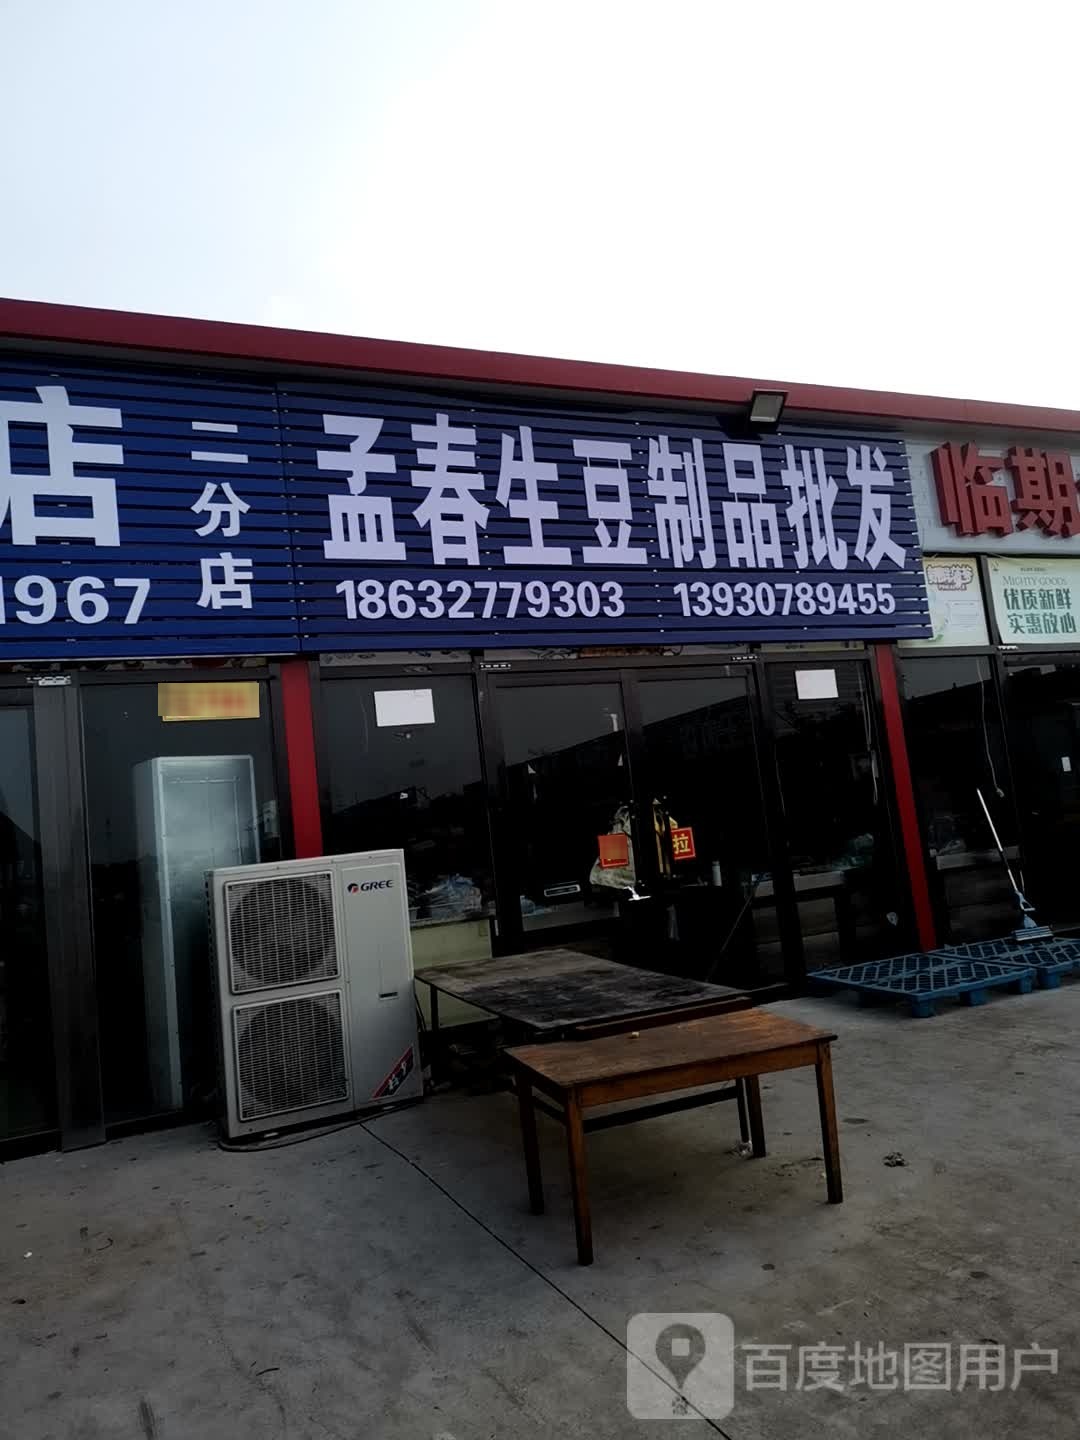 店
二分店
1967
孟春生豆制品批发
18632779303 13930789455
临期
MIGHTY GOODS
优质新鲜
实惠放心
拉
GREE
百度地图用户